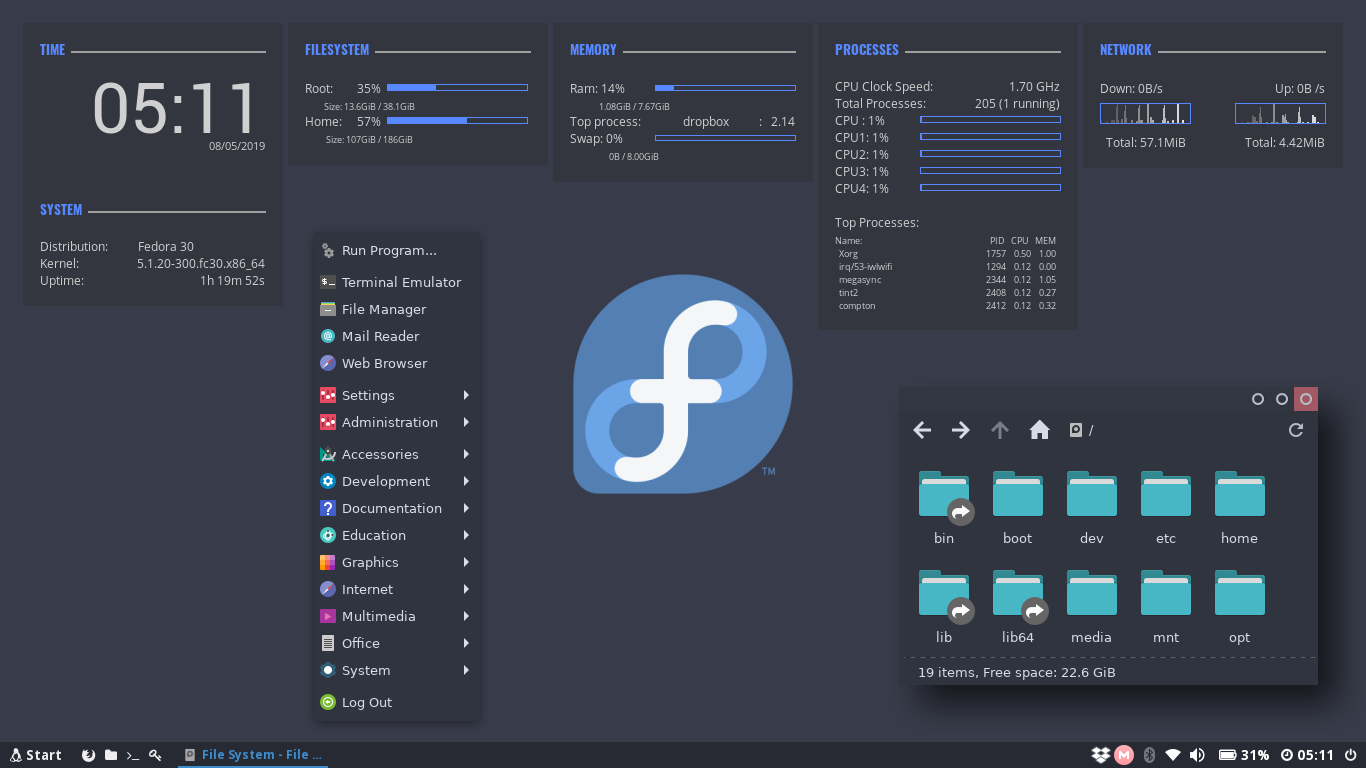 TIME
05:11
08/05/2019
SYSTEM
Distribution: Fedora 30
Kernel: 5.1.20-300.fc30.x86_64
Uptime: 1h 19m 52s
FILESYSTEM
Root: 35%
Size: 13.6GiB / 38.1GiB
Home: 57%
Size: 107GiB / 186GiB
MEMORY
Ram: 14%
1.08GiB / 7.67GiB
Top process: dropbox : 2.14
Swap: 0%
0B / 8.00GiB
PROCESSES
CPU Clock Speed: 1.70 GHz
Total Processes: 205 (1 running)
CPU : 1%
CPU1: 1%
CPU2: 1%
CPU3: 1%
CPU4: 1%
Top Processes:
Name: PID CPU MEM
Xorg 1757 0.50 1.00
irq/53-iwlwifi 1294 0.12 0.00
megasync 2344 0.12 1.05
tint2 2408 0.12 0.27
compton 2412 0.12 0.32
NETWORK
Down: 0B/s Up: 0B /s
Total: 57.1MiB Total: 4.42MiB
Run Program...
Terminal Emulator
File Manager
Mail Reader
Web Browser
Settings
Administration
Accessories
Development
Documentation
Education
Graphics
Internet
Multimedia
Office
System
Log Out
TM
/
bin boot dev etc home
lib lib64 media mnt opt
19 items, Free space: 22.6 GiB
Start File System - File ... M 31% 05:11